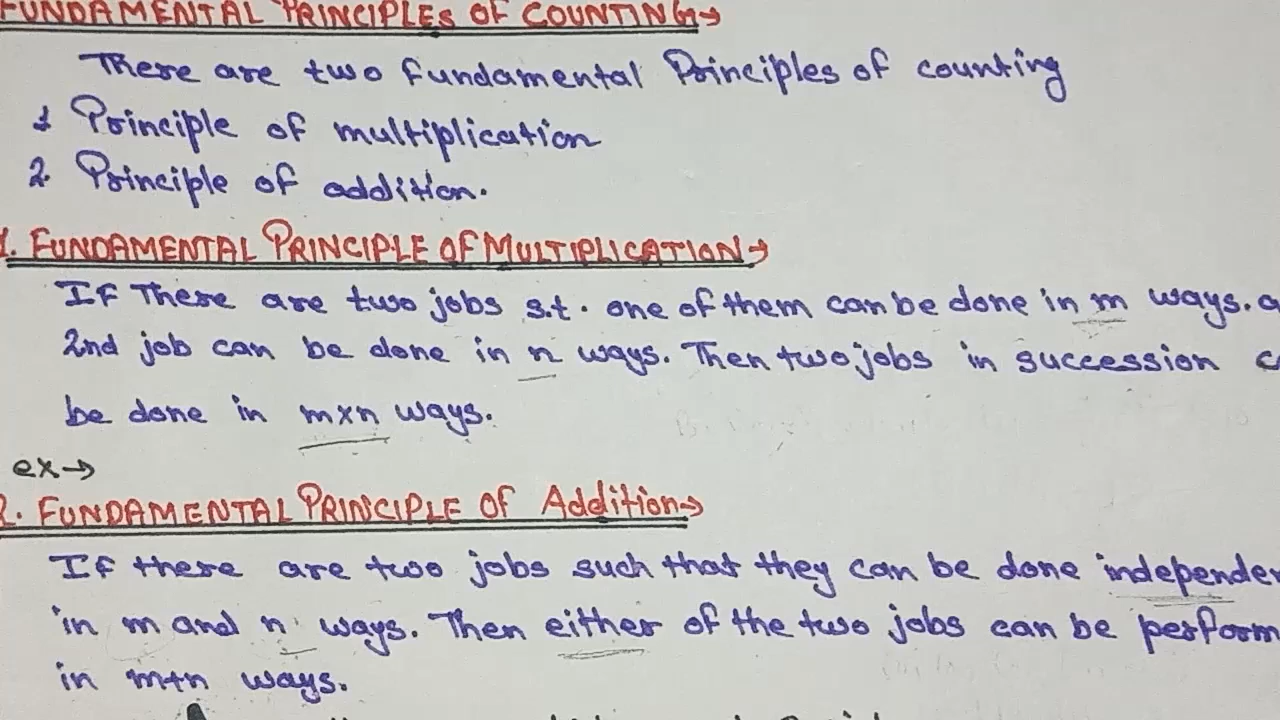 FUNDAMENTAL PRINCIPLES OF COUNTING→
There are two fundamental Principles of counting
1 Principle of multiplication
2. Principle of addition.
1. FUNDAMENTAL PRINCIPLE OF MULTIPLICATION→
If There are two jobs s.t. one of them can be done in m ways.
2nd job can be done in n ways. Then two jobs in succession
be done in m×n ways.
ex→
2. FUNDAMENTAL PRINCIPLE OF Addition→
If there are two jobs such that they can be done independen
in m and n ways. Then either of the two jobs can be perform
in m+n ways.